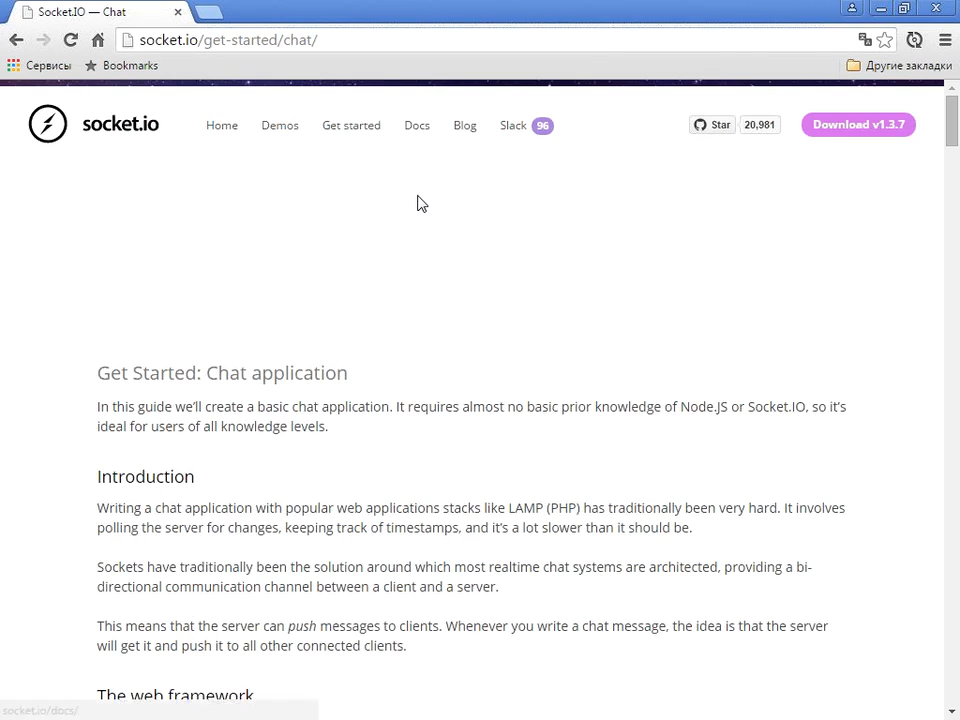 Socket.IO — Chat
socket.io/get-started/chat/
Сервисы Bookmarks Другие закладки
socket.io Home Demos Get started Docs Blog Slack 96 Star 20,981 Download v1.3.7
Get Started: Chat application
In this guide we’ll create a basic chat application. It requires almost no basic prior knowledge of Node.JS or Socket.IO, so it’s
ideal for users of all knowledge levels.
Introduction
Writing a chat application with popular web applications stacks like LAMP (PHP) has traditionally been very hard. It involves
polling the server for changes, keeping track of timestamps, and it’s a lot slower than it should be.
Sockets have traditionally been the solution around which most realtime chat systems are architected, providing a bi-
directional communication channel between a client and a server.
This means that the server can push messages to clients. Whenever you write a chat message, the idea is that the server
will get it and push it to all other connected clients.
The web framework
socket.io/docs/